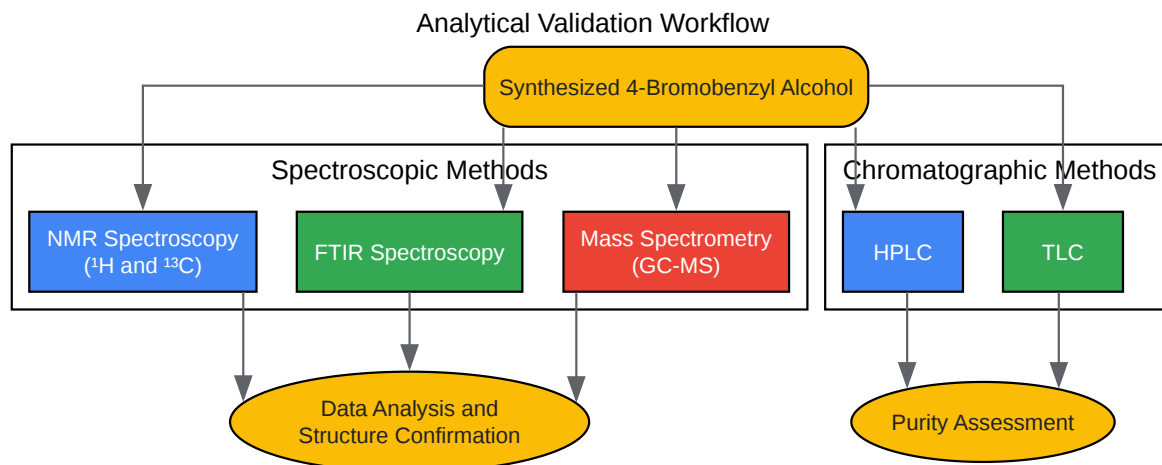 Analytical Validation Workflow
Synthesized 4-Bromobenzyl Alcohol
Spectroscopic Methods
Chromatographic Methods
NMR Spectroscopy
(¹H and ¹³C)
FTIR Spectroscopy
Mass Spectrometry
(GC-MS)
HPLC
TLC
Data Analysis and
Structure Confirmation
Purity Assessment